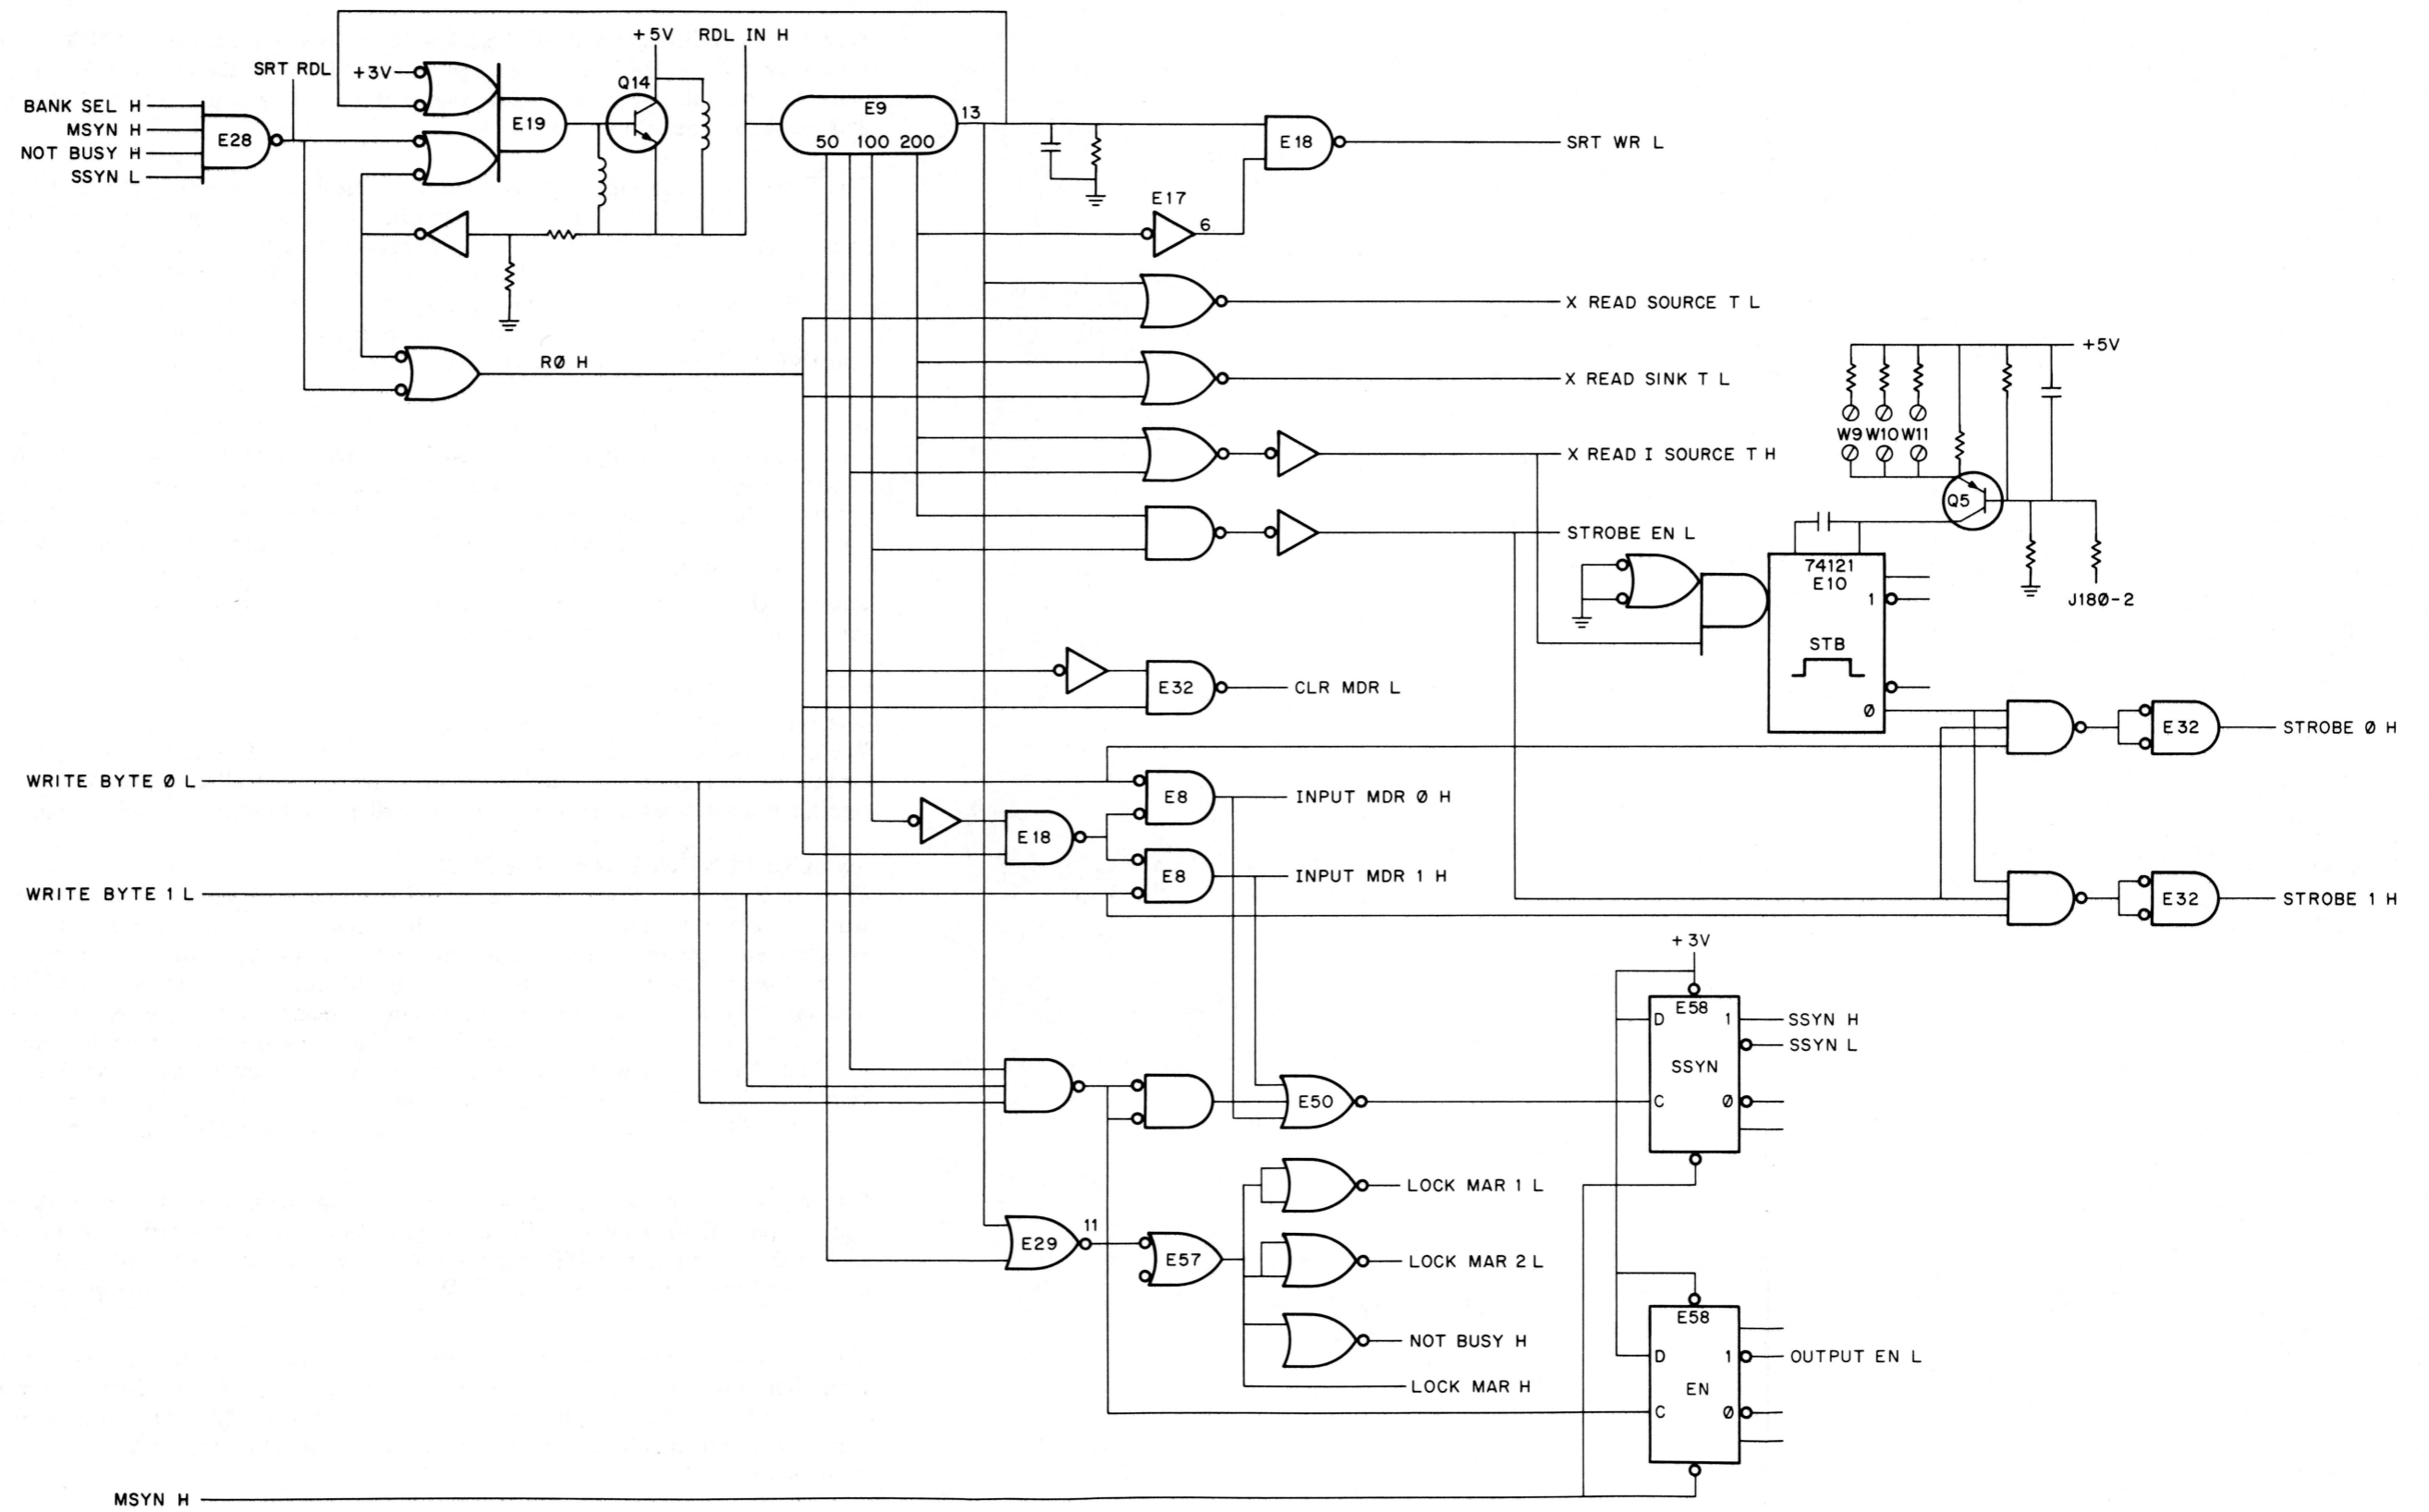 +5V RDL IN H
SRT RDL +3V
Q14
BANK SEL H
MSYN H
NOT BUSY H
SSYN L
E28
E19
E9
13
50 100 200
E18
SRT WR L
E17
6
X READ SOURCE T L
RØ H
X READ SINK T L
+5V
W9 W10 W11
X READ I SOURCE T H
Q5
STROBE EN L
74121
E10
1
J18Ø-2
STB
E32
CLR MDR L
Ø
E32
STROBE Ø H
WRITE BYTE Ø L
E8
INPUT MDR Ø H
E18
E8
INPUT MDR 1 H
WRITE BYTE 1 L
E32
STROBE 1 H
+3V
E58
D 1
SSYN H
SSYN L
SSYN
E50
C Ø
LOCK MAR 1 L
11
E29
E57
LOCK MAR 2 L
E58
NOT BUSY H
D 1
OUTPUT EN L
LOCK MAR H
EN
C Ø
MSYN H